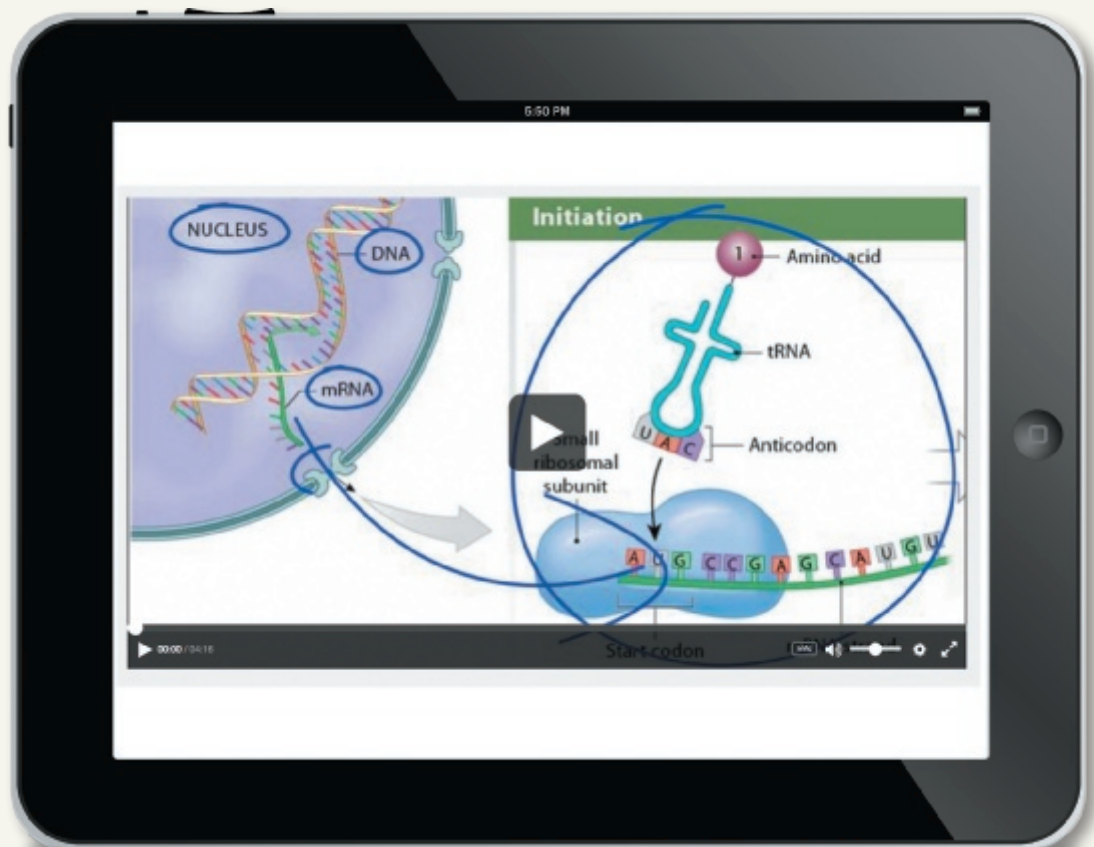 5:50 PM
NUCLEUS
DNA
mRNA
Initiation
1
Amino acid
tRNA
U A C
Anticodon
Small
ribosomal
subunit
A U G C C G A G C A U G U
Start codon
00:00 / 04:16